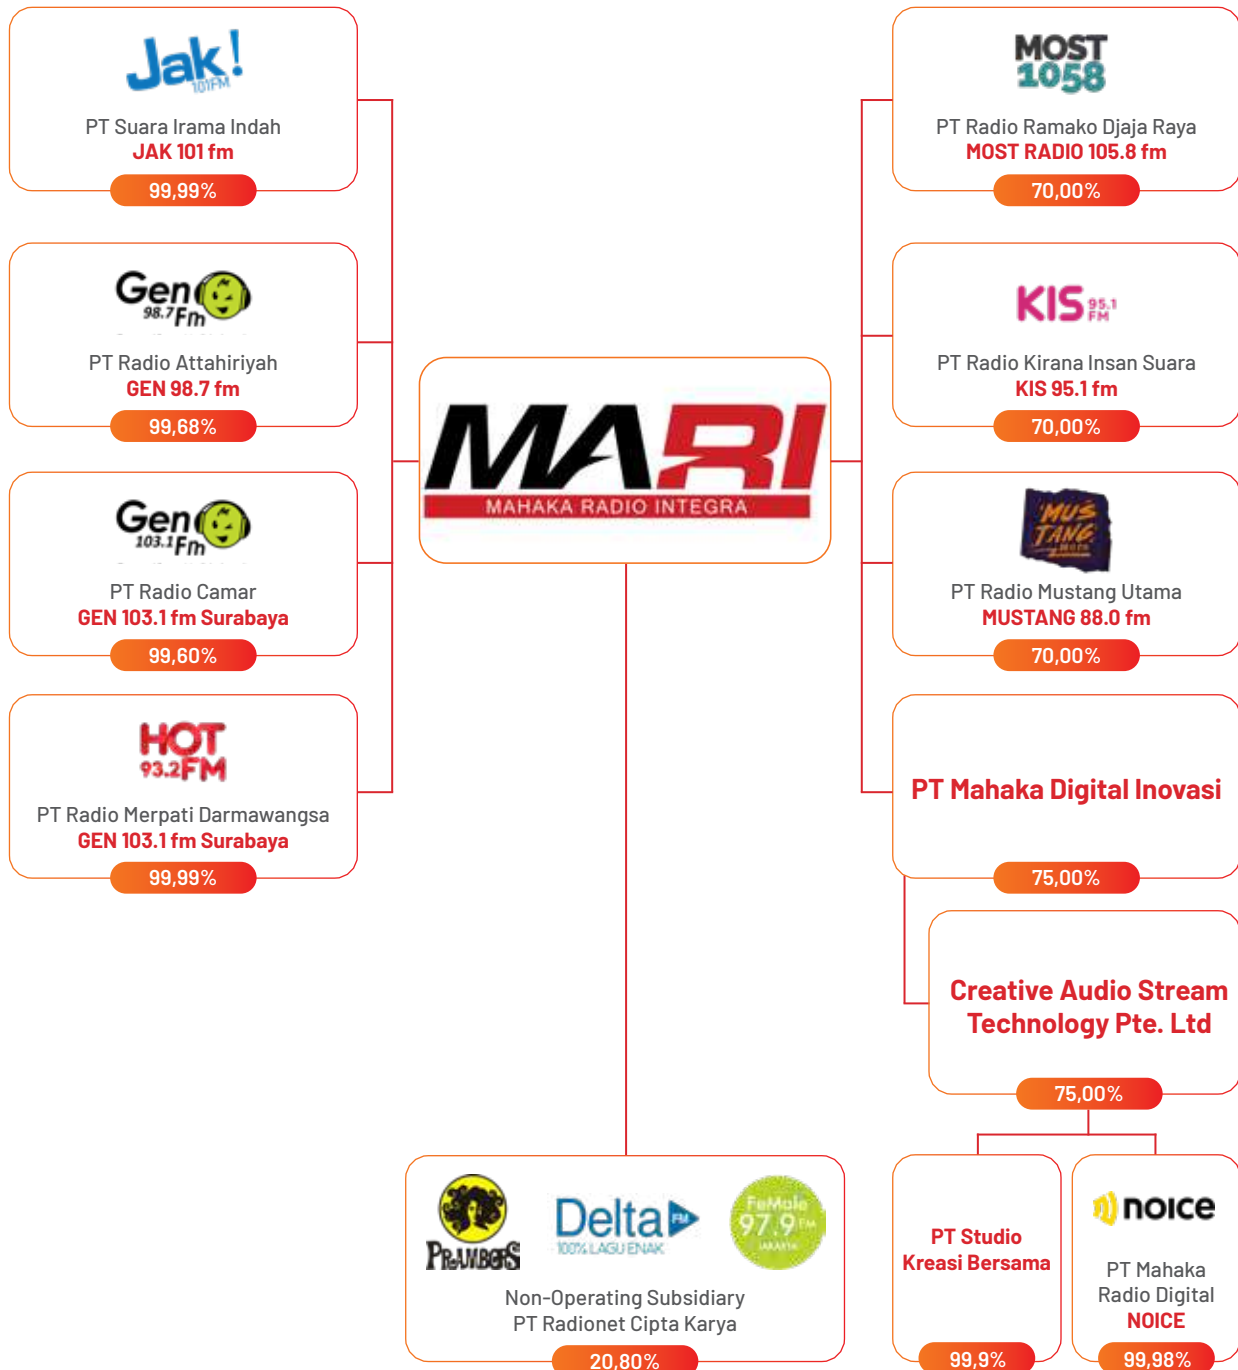 Jak!
101FM
PT Suara Irama Indah
JAK 101 fm
99,99%
Gen
98.7 Fm
PT Radio Attahiriyah
GEN 98.7 fm
99,68%
Gen
103.1 Fm
PT Radio Camar
GEN 103.1 fm Surabaya
99,60%
HOT
93.2FM
PT Radio Merpati Darmawangsa
GEN 103.1 fm Surabaya
99,99%
MARI
MAHAKA RADIO INTEGRA
MOST
1058
PT Radio Ramako Djaja Raya
MOST RADIO 105.8 fm
70,00%
KIS 95.1
FM
PT Radio Kirana Insan Suara
KIS 95.1 fm
70,00%
MUS
TANG
PT Radio Mustang Utama
MUSTANG 88.0 fm
70,00%
PT Mahaka Digital Inovasi
75,00%
Creative Audio Stream
Technology Pte. Ltd
75,00%
PRAMBORS
Delta FM
100% LAGU ENAK
FeMale
97.9 FM
JAKARTA
Non-Operating Subsidiary
PT Radionet Cipta Karya
20,80%
PT Studio
Kreasi Bersama
99,9%
noice
PT Mahaka
Radio Digital
NOICE
99,98%